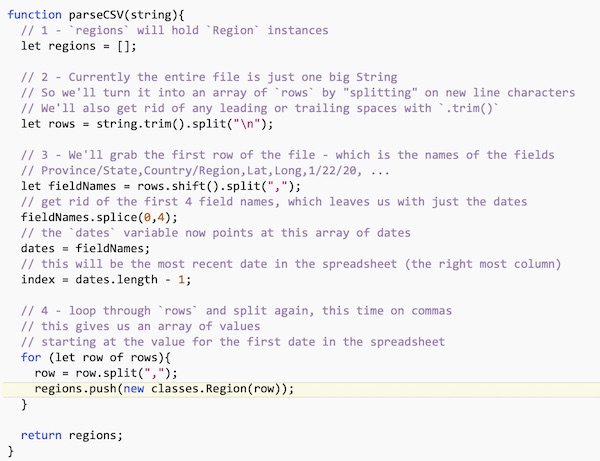 function parseCSV(string){
// 1 - `regions` will hold `Region` instances
let regions = [];
// 2 - Currently the entire file is just one big String
// So we'll turn it into an array of `rows` by "splitting" on new line characters
// We'll also get rid of any leading or trailing spaces with `.trim()`
let rows = string.trim().split("\n");
// 3 - We'll grab the first row of the file - which is the names of the fields
// Province/State,Country/Region,Lat,Long,1/22/20, ...
let fieldNames = rows.shift().split(",");
// get rid of the first 4 field names, which leaves us with just the dates
fieldNames.splice(0,4);
// the `dates` variable now points at this array of dates
dates = fieldNames;
// this will be the most recent date in the spreadsheet (the right most column)
index = dates.length - 1;
// 4 - loop through `rows` and split again, this time on commas
// this gives us an array of values
// starting at the value for the first date in the spreadsheet
for (let row of rows){
row = row.split(",");
regions.push(new classes.Region(row));
}
return regions;
}